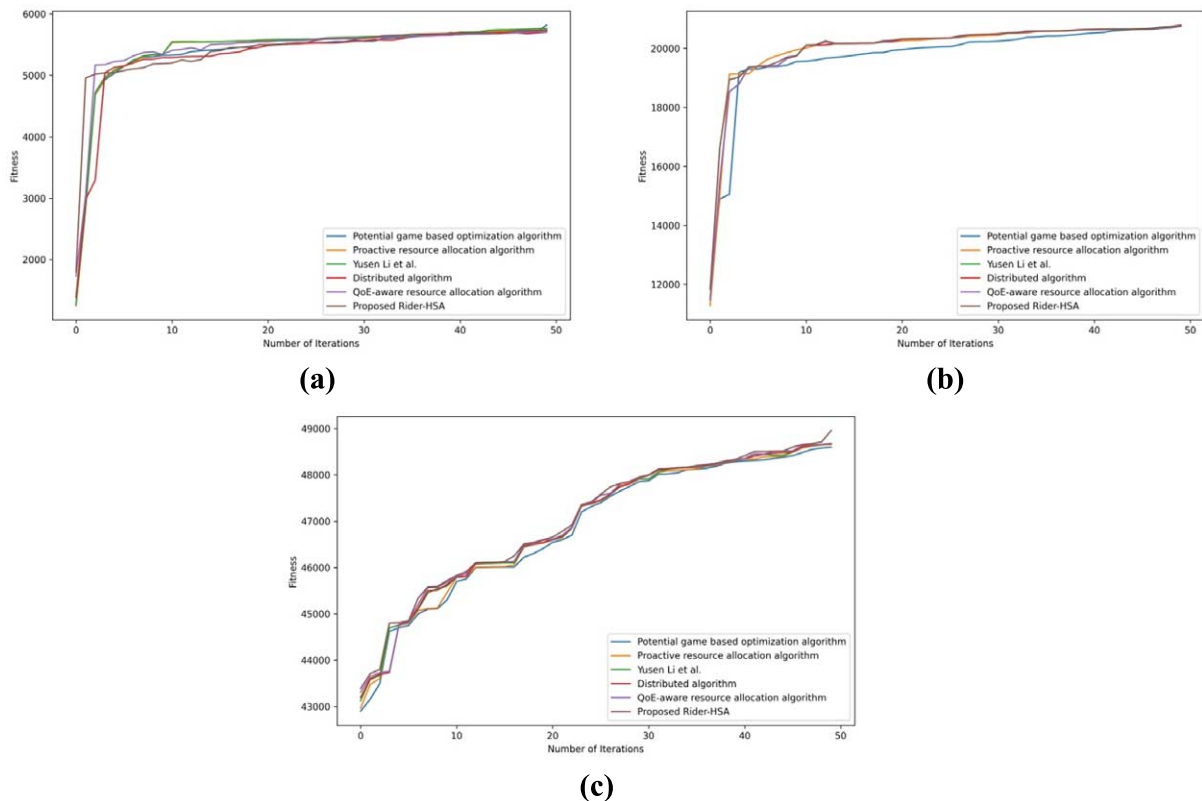 6000
5000
4000
3000
2000
Fitness
0 10 20 30 40 50
Number of Iterations
Potential game based optimization algorithm
Proactive resource allocation algorithm
Yusen Li et al.
Distributed algorithm
QoE-aware resource allocation algorithm
Proposed Rider-HSA
(a)
20000
18000
16000
14000
12000
Fitness
0 10 20 30 40 50
Number of Iterations
Potential game based optimization algorithm
Proactive resource allocation algorithm
Yusen Li et al.
Distributed algorithm
QoE-aware resource allocation algorithm
Proposed Rider-HSA
(b)
49000
48000
47000
46000
45000
44000
43000
Fitness
0 10 20 30 40 50
Number of Iterations
Potential game based optimization algorithm
Proactive resource allocation algorithm
Yusen Li et al.
Distributed algorithm
QoE-aware resource allocation algorithm
Proposed Rider-HSA
(c)